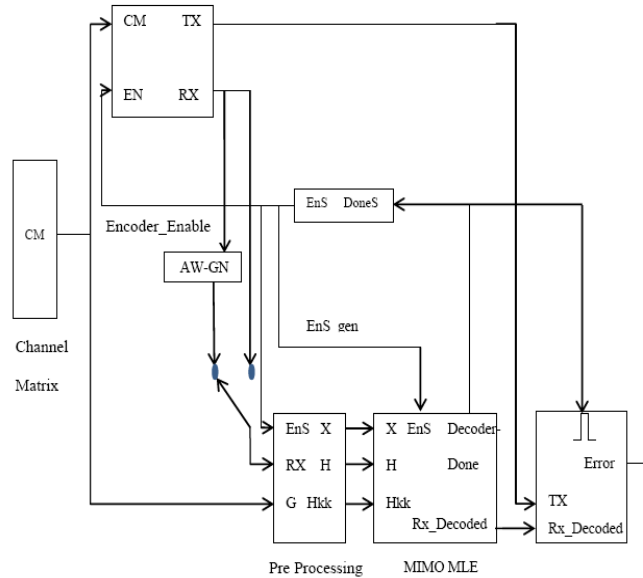 CM TX
EN RX
EnS DoneS
Encoder_Enable
CM
AW-GN
EnS_gen
Channel
Matrix
EnS X
RX H
G Hkk
X EnS Decoder-
H Done
Hkk
Rx_Decoded
Error
TX
Rx_Decoded
Pre Processing
MIMO MLE